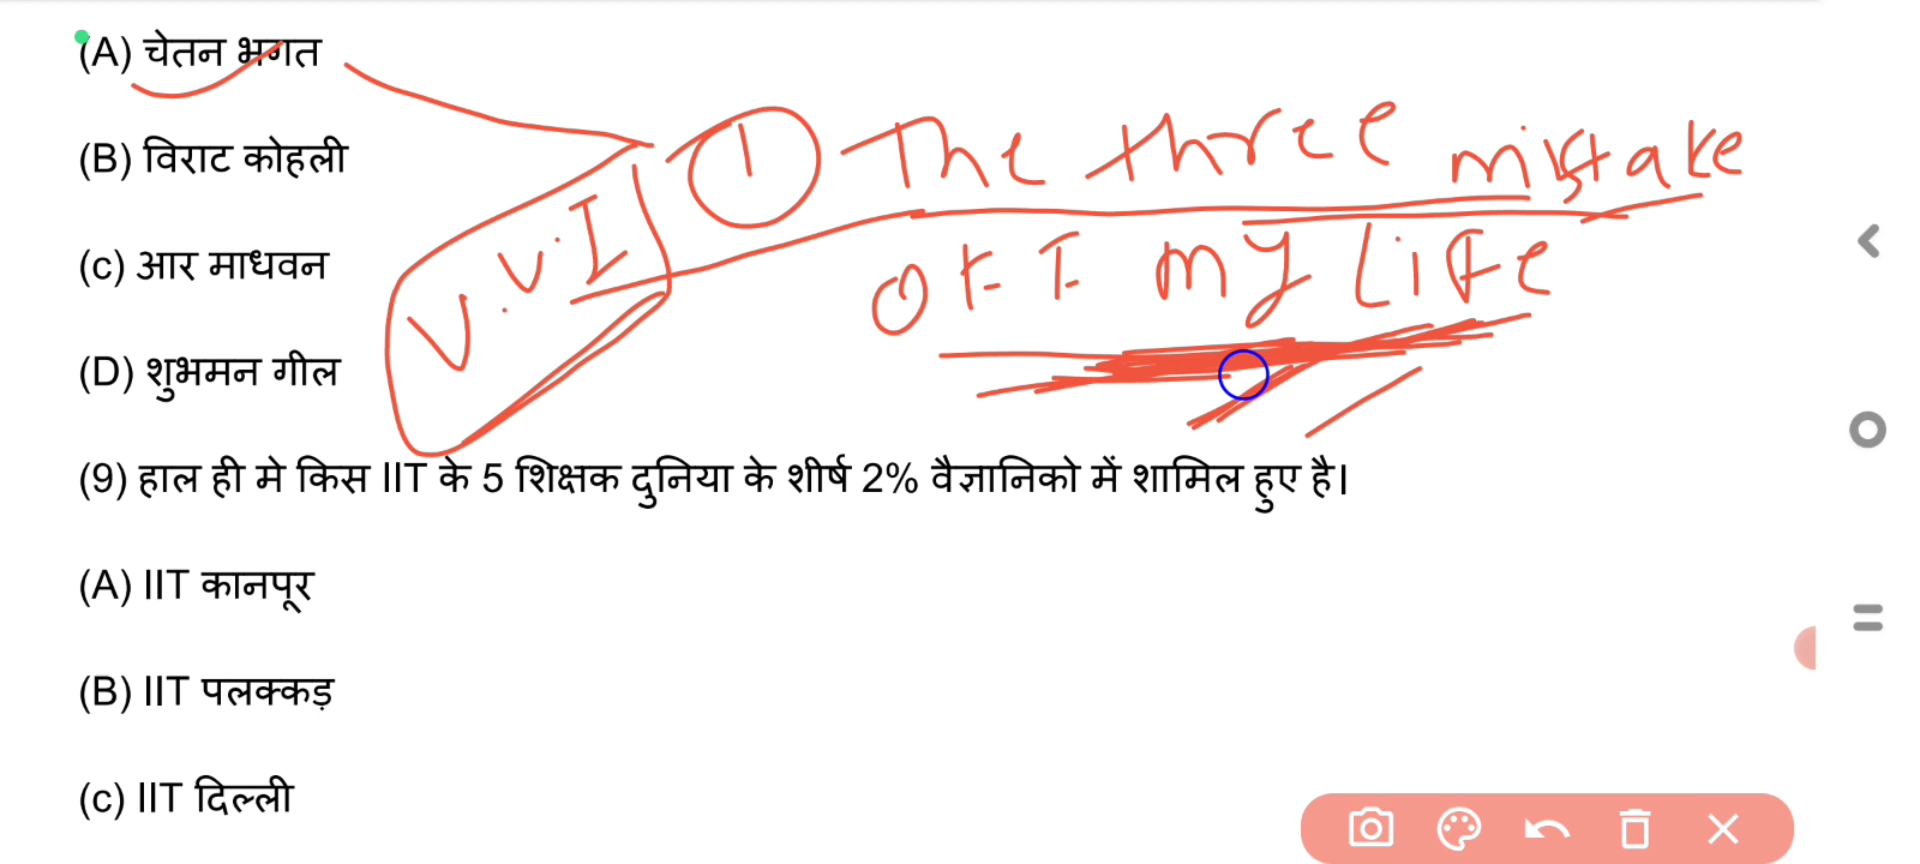 (A) चेतन भगत
(B) विराट कोहली
(c) आर माधवन
(D) शुभमन गील
V.V.I
1 The three mistake
OFF my Life
(9) हाल ही मे किस IIT के 5 शिक्षक दुनिया के शीर्ष 2% वैज्ञानिको में शामिल हुए है।
(A) IIT कानपूर
(B) IIT पलक्कड़
(c) IIT दिल्ली